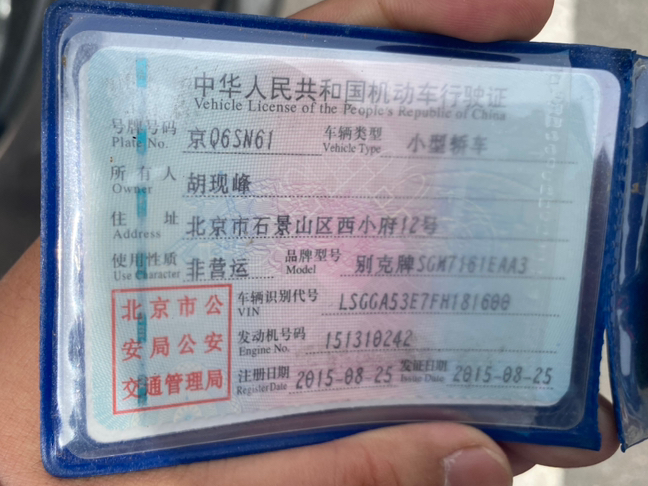 中华人民共和国机动车行驶证
Vehicle License of the People's Republic of China
号牌号码 京Q6SN61 车辆类型 小型轿车
Plate No. Vehicle Type
所有人 胡现峰
Owner
住址 北京市石景山区西小府12号
Address
使用性质 非营运 品牌型号 别克牌SGM7161EAA3
Use Character Model
北京市公
安局公安
交通管理局
车辆识别代号 LSGGA53E7FH181600
VIN
发动机号码 151310242
Engine No.
注册日期 2015-08-25 发证日期 2015-08-25
Register Date Issue Date